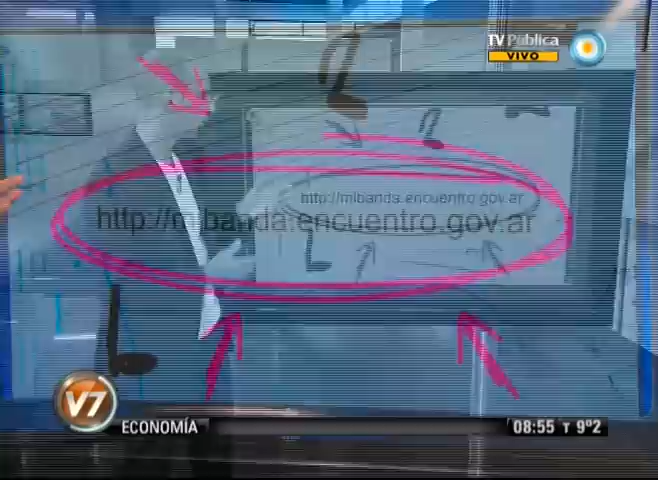 TV Pública
VIVO
http://mibanda.encuentro.gov.ar
http://mibanda.encuentro.gov.ar
V7
ECONOMÍA
08:55 T 9º2